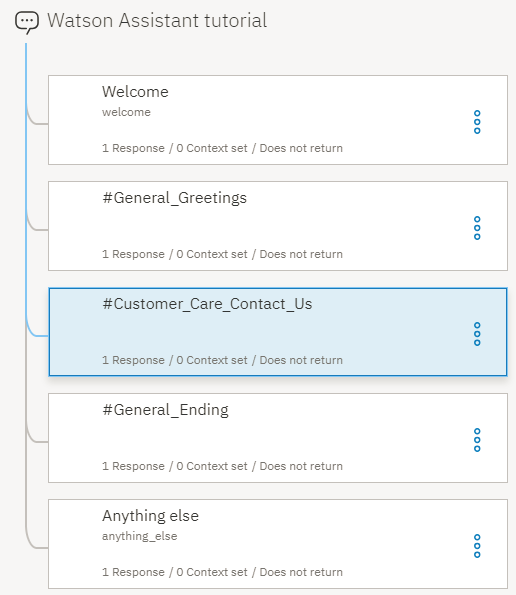 Watson Assistant tutorial
Welcome
welcome
1 Response / 0 Context set / Does not return
#General_Greetings
1 Response / 0 Context set / Does not return
#Customer_Care_Contact_Us
1 Response / 0 Context set / Does not return
#General_Ending
1 Response / 0 Context set / Does not return
Anything else
anything_else
1 Response / 0 Context set / Does not return